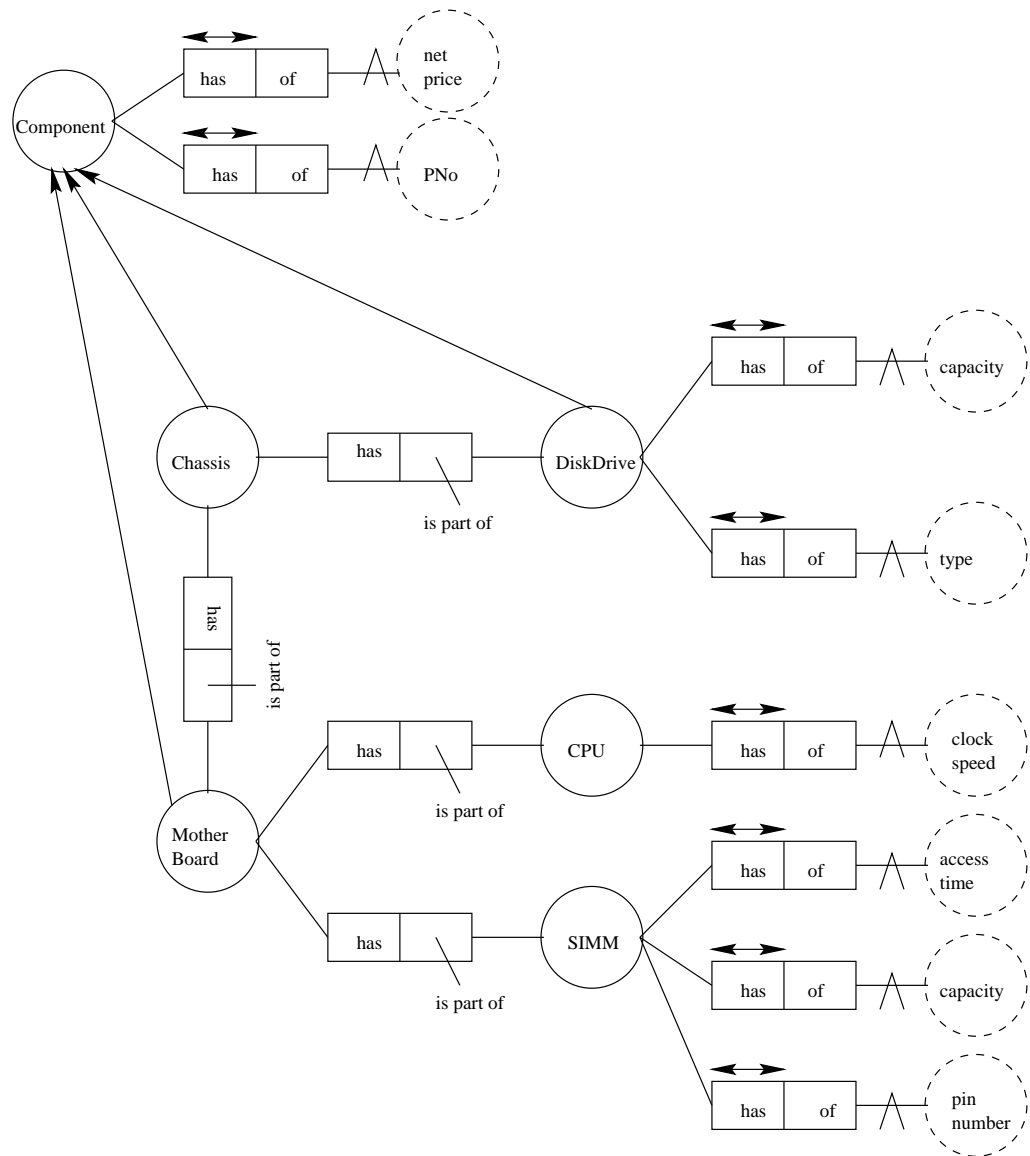 net
price
has
of
Component
has
of
PNo
has
of
capacity
Chassis
has
DiskDrive
is part of
has
of
type
has
is part of
has
CPU
has
of
clock
speed
is part of
Mother
Board
has
of
access
time
has
SIMM
is part of
has
of
capacity
has
of
pin
number